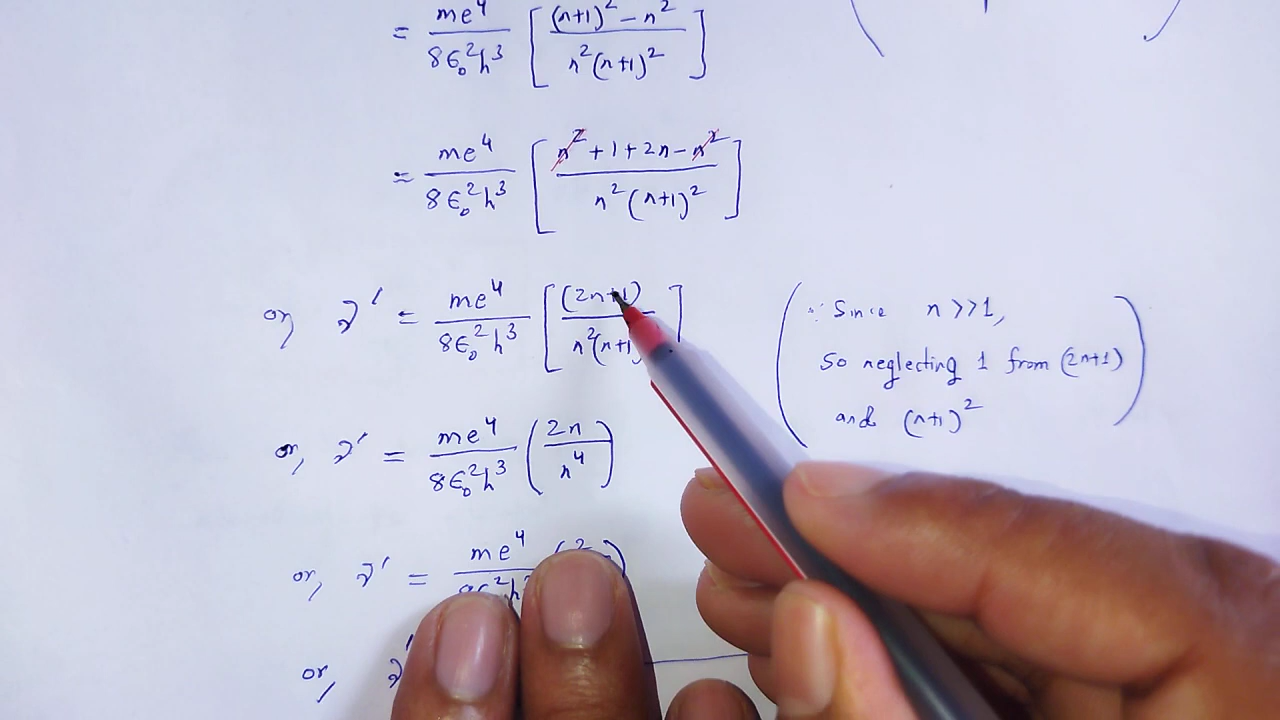 = me⁴ / 8ϵ₀²h³ [ (n+1)² − n² / n²(n+1)² ]
= me⁴ / 8ϵ₀²h³ [ n² + 1 + 2n − n² / n²(n+1)² ]
or, ν′ = me⁴ / 8ϵ₀²h³ [ (2n+1) / n²(n+1 ]
∵ Since n >> 1,
So neglecting 1 from (2n+1)
and (n+1)²
or, ν′ = me⁴ / 8ϵ₀²h³ ( 2n / n⁴ )
or, ν′ = me⁴ / 8ϵ₀²h ( 2 )
or, ν′